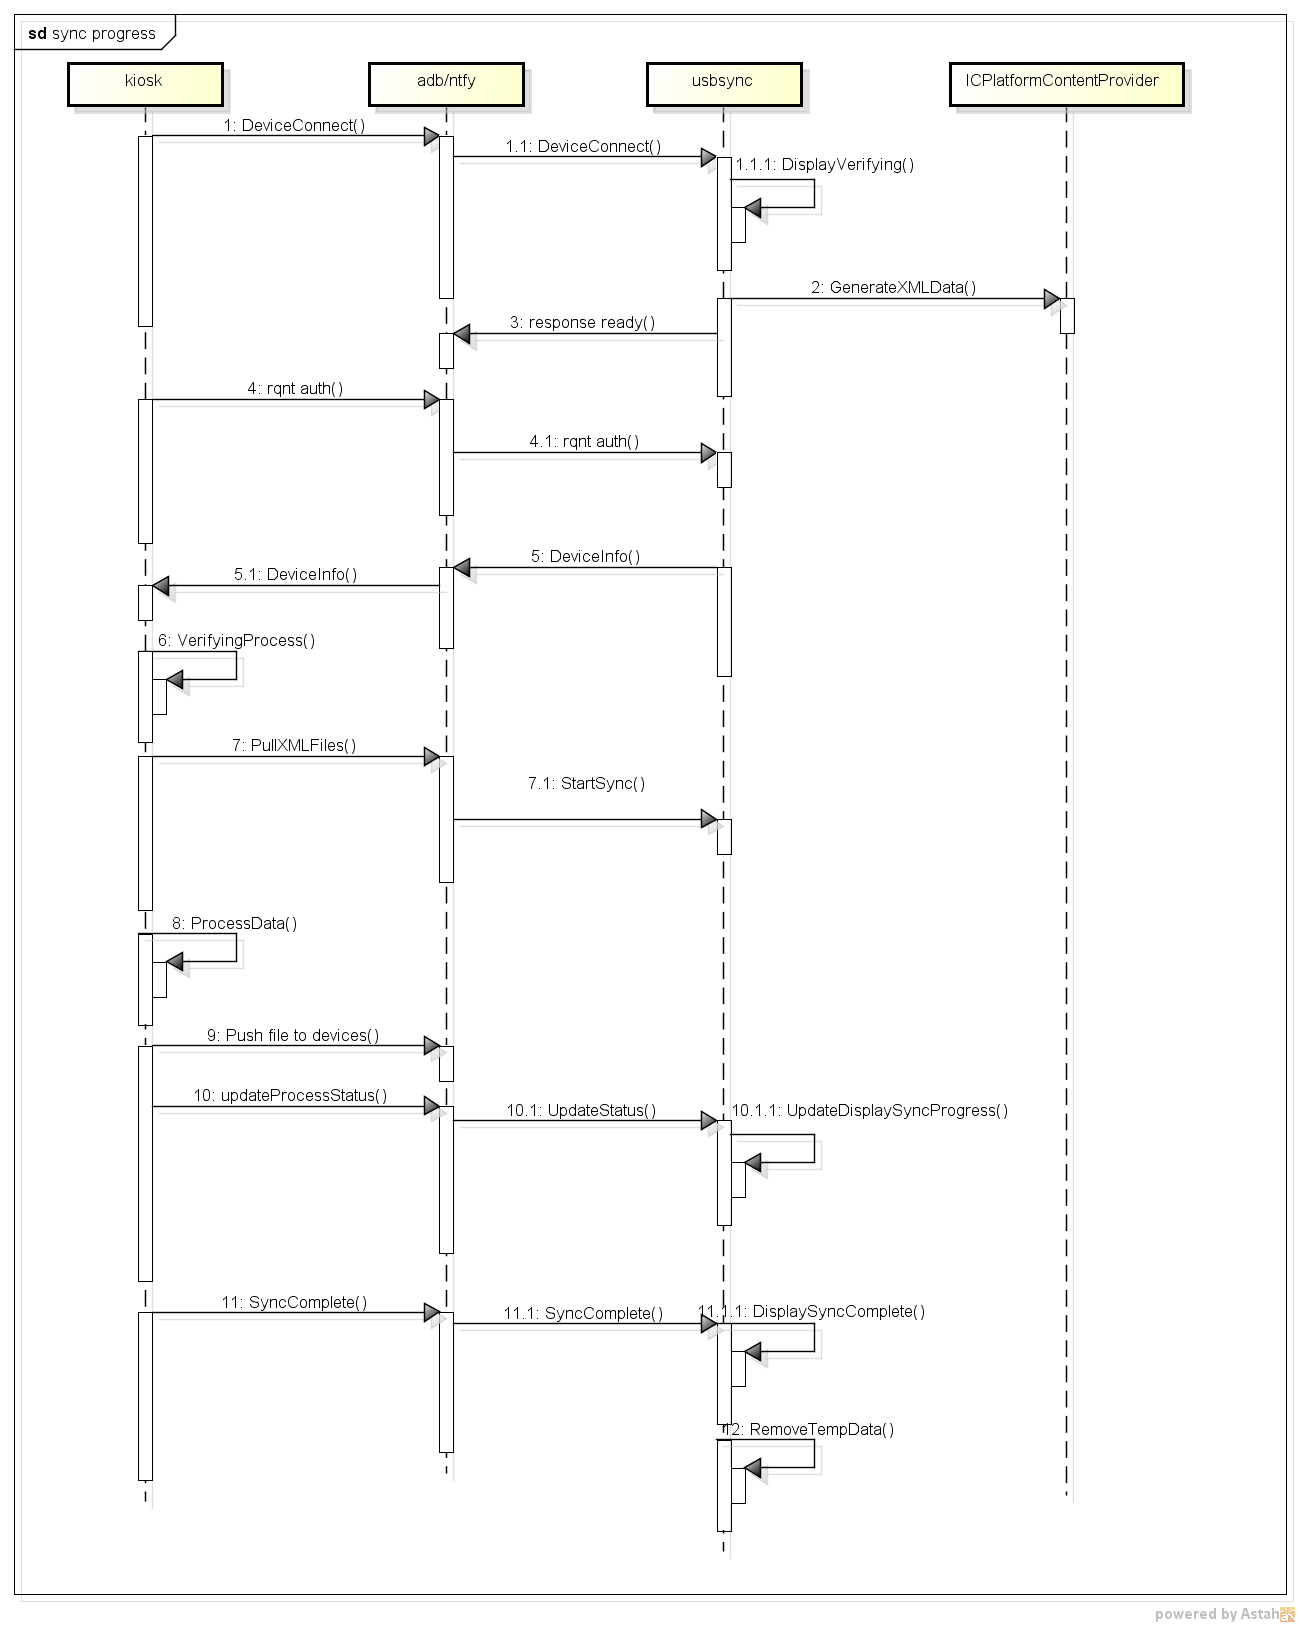 sd sync progress
kiosk
adb/ntfy
usbsync
ICPlatformContentProvider
1: DeviceConnect()
1.1: DeviceConnect()
1.1.1: DisplayVerifying()
2: GenerateXMLData()
3: response ready()
4: rqnt auth()
4.1: rqnt auth()
5: DeviceInfo()
5.1: DeviceInfo()
6: VerifyingProcess()
7: PullXMLFiles()
7.1: StartSync()
8: ProcessData()
9: Push file to devices()
10: updateProcessStatus()
10.1: UpdateStatus()
10.1.1: UpdateDisplaySyncProgress()
11: SyncComplete()
11.1: SyncComplete()
11.1.1: DisplaySyncComplete()
12: RemoveTempData()
powered by Astah